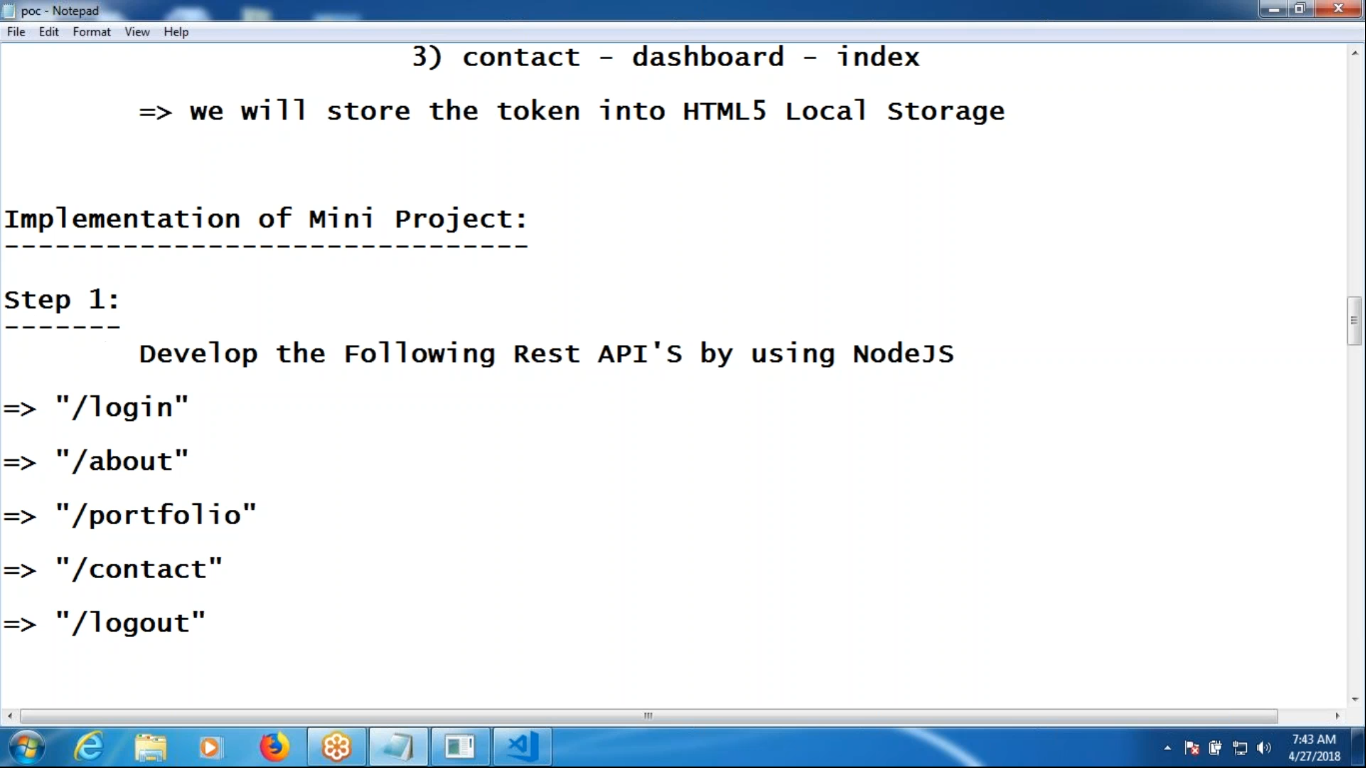 poc - Notepad
File Edit Format View Help
3) contact - dashboard - index
=> we will store the token into HTML5 Local Storage
Implementation of Mini Project:
-------------------------------
Step 1:
-------
Develop the Following Rest API'S by using NodeJS
=> "/login"
=> "/about"
=> "/portfolio"
=> "/contact"
=> "/logout"
7:43 AM
4/27/2018